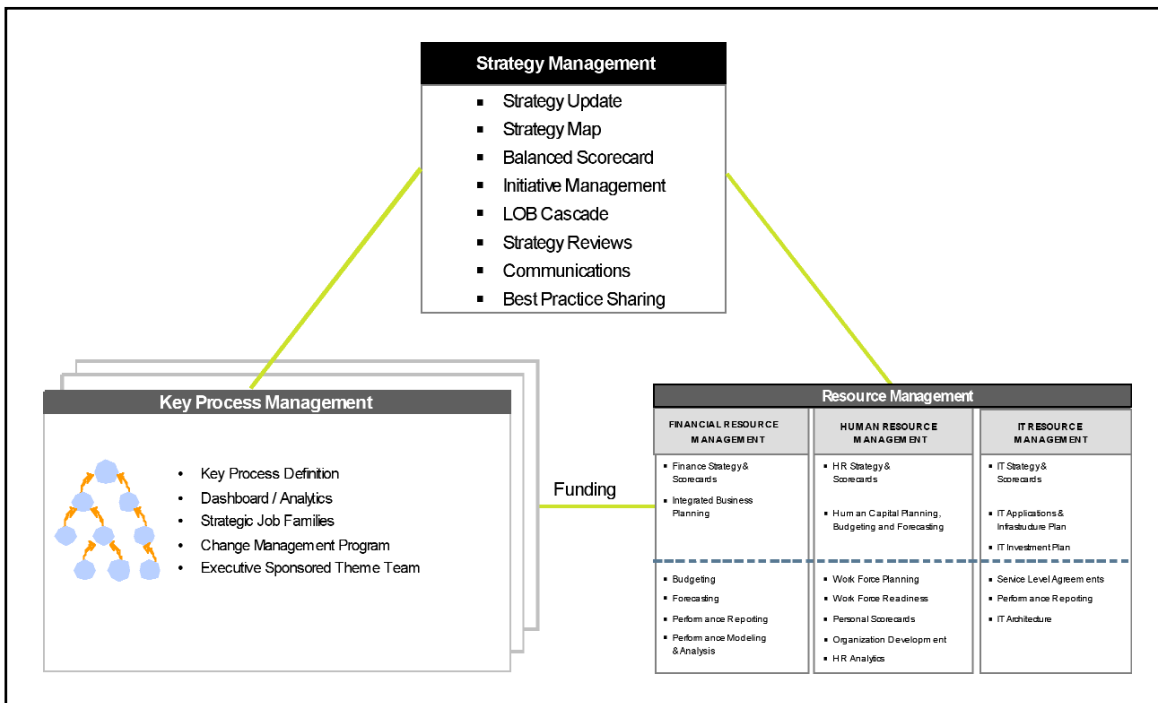 Strategy Management
Strategy Update
Strategy Map
Balanced Scorecard
Initiative Management
LOB Cascade
Strategy Reviews
Communications
Best Practice Sharing
Key Process Management
Key Process Definition
Dashboard / Analytics
Strategic Job Families
Change Management Program
Executive Sponsored Theme Team
Funding
Resource Management
FINANCIAL RESOURCE
MANAGEMENT
Finance Strategy &
Scorecards
Integrated Business
Planning
Budgeting
Forecasting
Performance Reporting
Performance Modeling
& Analysis
HUMAN RESOURCE
MANAGEMENT
HR Strategy &
Scorecards
Human Capital Planning,
Budgeting and Forecasting
Work Force Planning
Work Force Readiness
Personal Scorecards
Organization Development
HR Analytics
IT RESOURCE
MANAGEMENT
IT Strategy &
Scorecards
IT Applications &
Infrastucture Plan
IT Investment Plan
Service Level Agreements
Performance Reporting
IT Architecture